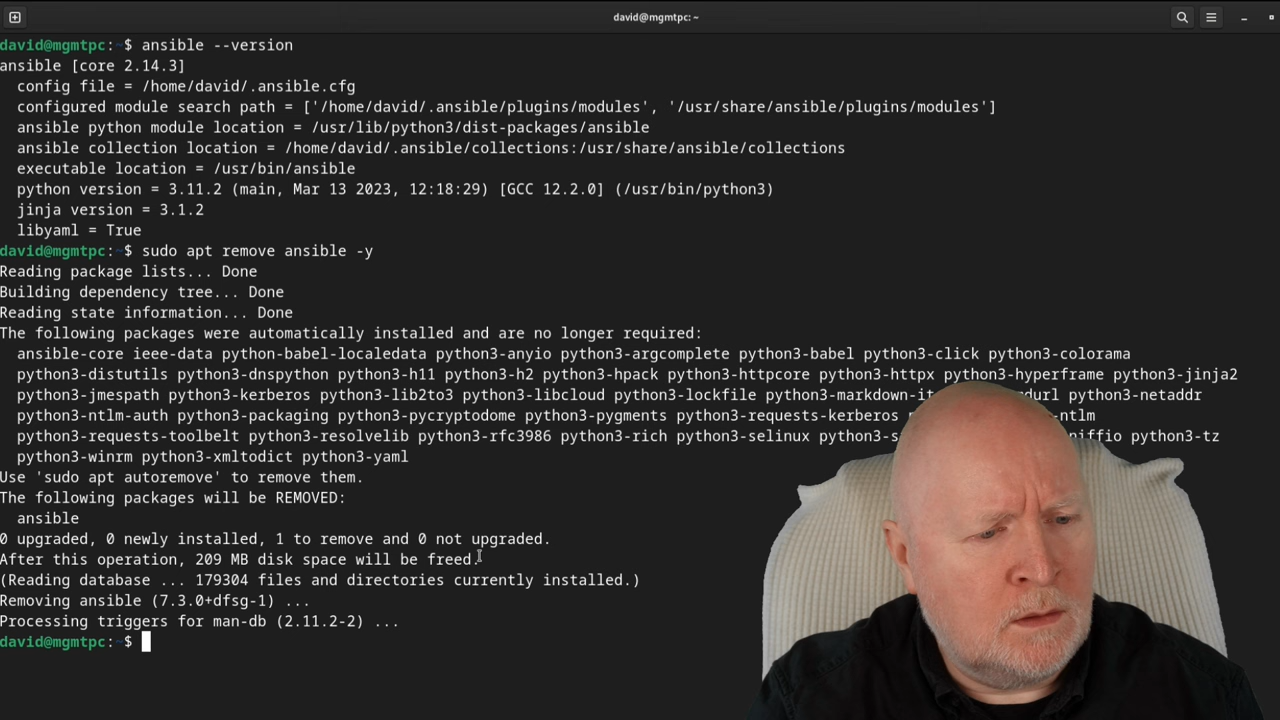 david@mgmtpc: ~
david@mgmtpc:~$ ansible --version
ansible [core 2.14.3]
config file = /home/david/.ansible.cfg
configured module search path = ['/home/david/.ansible/plugins/modules', '/usr/share/ansible/plugins/modules']
ansible python module location = /usr/lib/python3/dist-packages/ansible
ansible collection location = /home/david/.ansible/collections:/usr/share/ansible/collections
executable location = /usr/bin/ansible
python version = 3.11.2 (main, Mar 13 2023, 12:18:29) [GCC 12.2.0] (/usr/bin/python3)
jinja version = 3.1.2
libyaml = True
david@mgmtpc:~$ sudo apt remove ansible -y
Reading package lists... Done
Building dependency tree... Done
Reading state information... Done
The following packages were automatically installed and are no longer required:
ansible-core ieee-data python-babel-localedata python3-anyio python3-argcomplete python3-babel python3-click python3-colorama
python3-distutils python3-dnspython python3-h11 python3-h2 python3-hpack python3-httpcore python3-httpx python3-hyperframe python3-jinja2
python3-jmespath python3-kerberos python3-lib2to3 python3-libcloud python3-lockfile python3-markdown-it python3-netaddr
python3-ntlm-auth python3-packaging python3-pycryptodome python3-pygments python3-requests-kerberos
python3-requests-toolbelt python3-resolvelib python3-rfc3986 python3-rich python3-selinux python3-tz
python3-winrm python3-xmltodict python3-yaml
Use 'sudo apt autoremove' to remove them.
The following packages will be REMOVED:
ansible
0 upgraded, 0 newly installed, 1 to remove and 0 not upgraded.
After this operation, 209 MB disk space will be freed.
(Reading database ... 179304 files and directories currently installed.)
Removing ansible (7.3.0+dfsg-1) ...
Processing triggers for man-db (2.11.2-2) ...
david@mgmtpc:~$